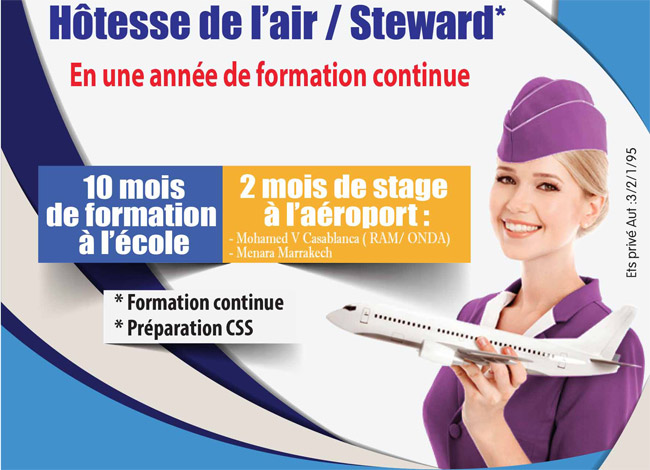 Hôtesse de l'air / Steward*
En une année de formation continue
10 mois
de formation
à l'école
2 mois de stage
à l'aéroport :
- Mohamed V Casablanca ( RAM/ ONDA)
- Menara Marrakech
* Formation continue
* Préparation CSS
Ets privé Aut :3/2/1/95